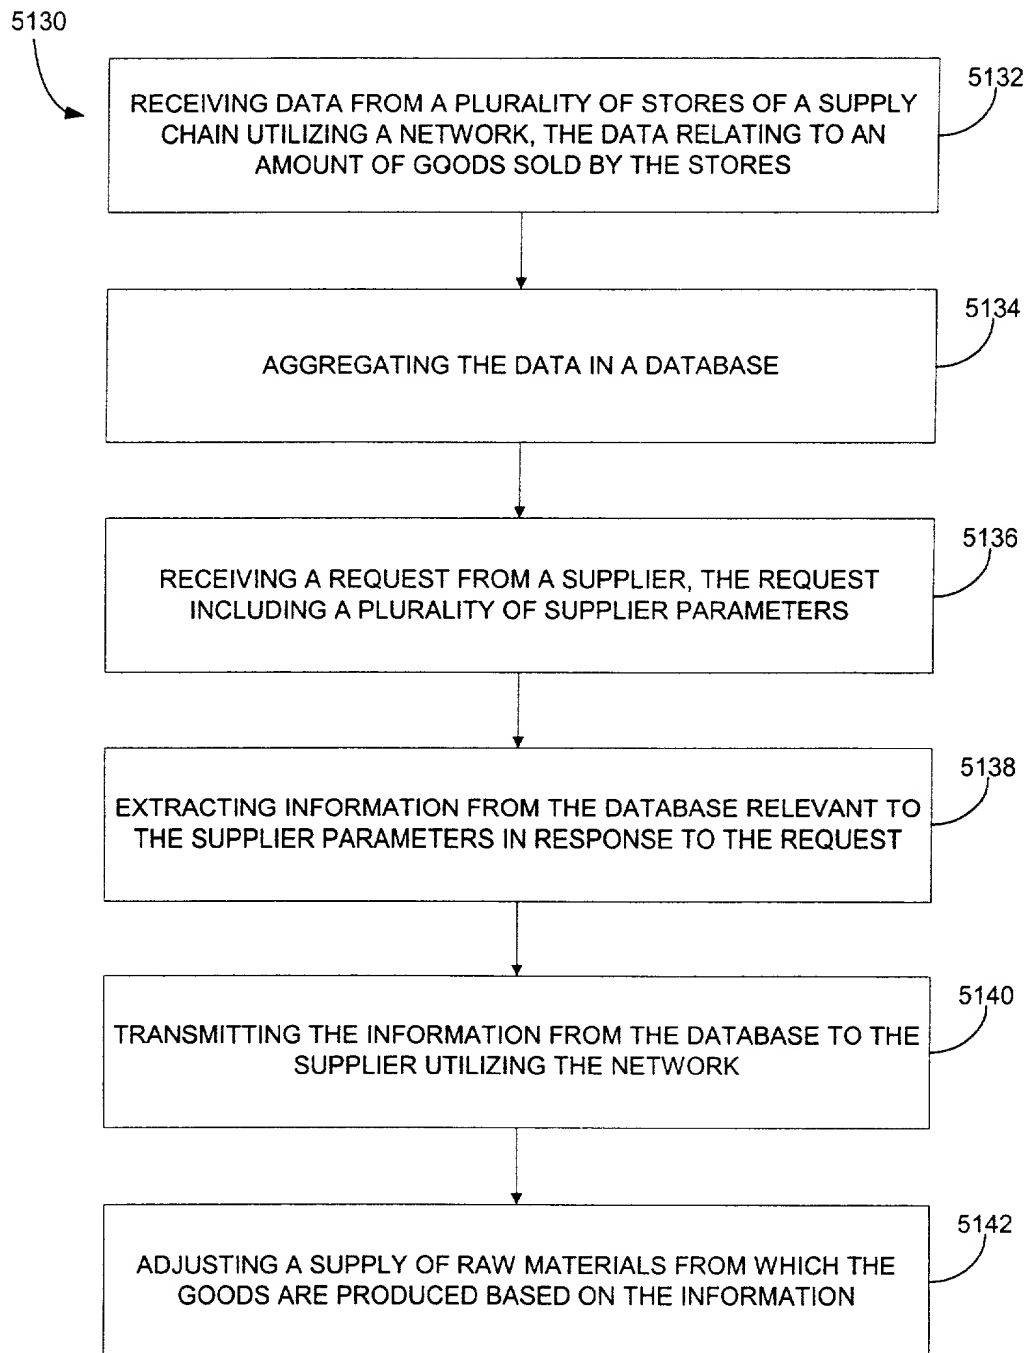 5130
5132
RECEIVING DATA FROM A PLURALITY OF STORES OF A SUPPLY
CHAIN UTILIZING A NETWORK, THE DATA RELATING TO AN
AMOUNT OF GOODS SOLD BY THE STORES
5134
AGGREGATING THE DATA IN A DATABASE
5136
RECEIVING A REQUEST FROM A SUPPLIER, THE REQUEST
INCLUDING A PLURALITY OF SUPPLIER PARAMETERS
5138
EXTRACTING INFORMATION FROM THE DATABASE RELEVANT TO
THE SUPPLIER PARAMETERS IN RESPONSE TO THE REQUEST
5140
TRANSMITTING THE INFORMATION FROM THE DATABASE TO THE
SUPPLIER UTILIZING THE NETWORK
5142
ADJUSTING A SUPPLY OF RAW MATERIALS FROM WHICH THE
GOODS ARE PRODUCED BASED ON THE INFORMATION